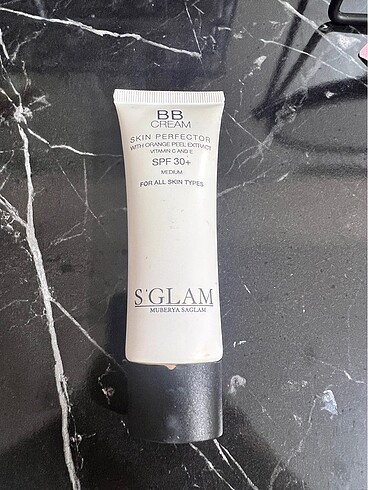 BB
CREAM
SKIN PERFECTOR
WITH ORANGE PEEL EXTRACT
VITAMIN C AND E
SPF 30+
MEDIUM
FOR ALL SKIN TYPES
S'GLAM
MUBERYA SAGLAM